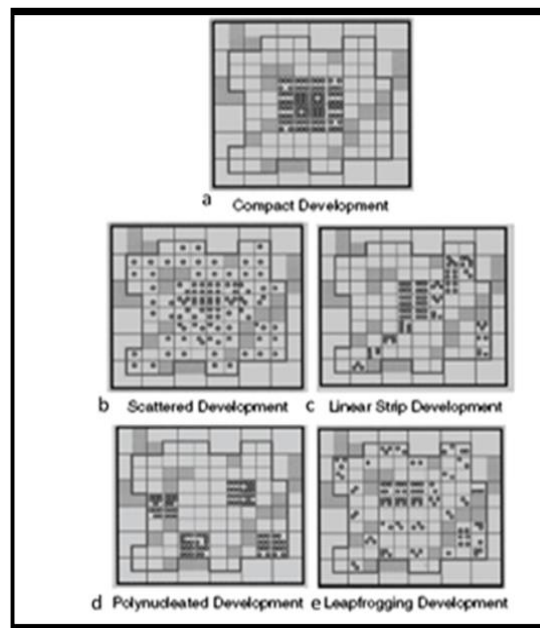 a Compact Development
b Scattered Development c Linear Strip Development
d Polynucleated Development e Leapfrogging Development